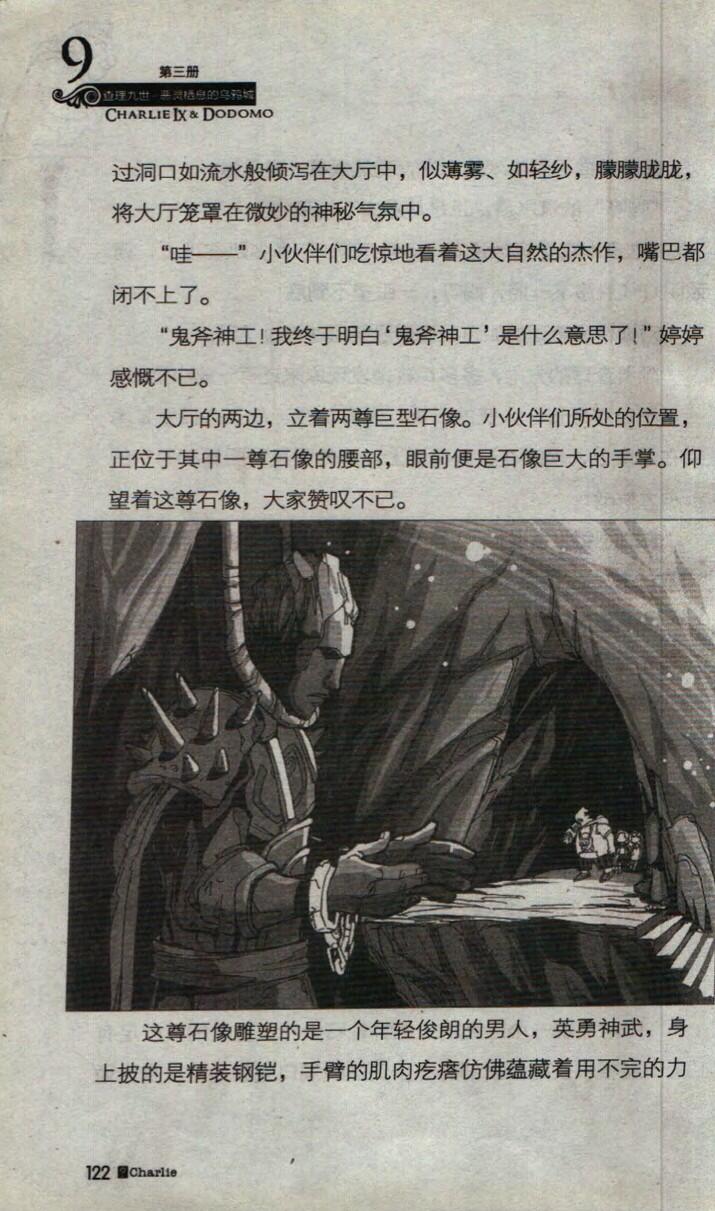 9
第三册
查理九世 恶灵栖息的乌鸦城
CHARLIE IX & DODOMO
过洞口如流水般倾泻在大厅中，似薄雾、如轻纱，朦朦胧胧，
将大厅笼罩在微妙的神秘气氛中。
“哇——”小伙伴们吃惊地看着这大自然的杰作，嘴巴都
闭不上了。
“鬼斧神工！我终于明白‘鬼斧神工’是什么意思了！”婷婷
感慨不已。
大厅的两边，立着两尊巨型石像。小伙伴们所处的位置，
正位于其中一尊石像的腰部，眼前便是石像巨大的手掌。仰
望着这尊石像，大家赞叹不已。
这尊石像雕塑的是一个年轻俊朗的男人，英勇神武，身
上披的是精装钢铠，手臂的肌肉疙瘩仿佛蕴藏着用不完的力
122 Charlie